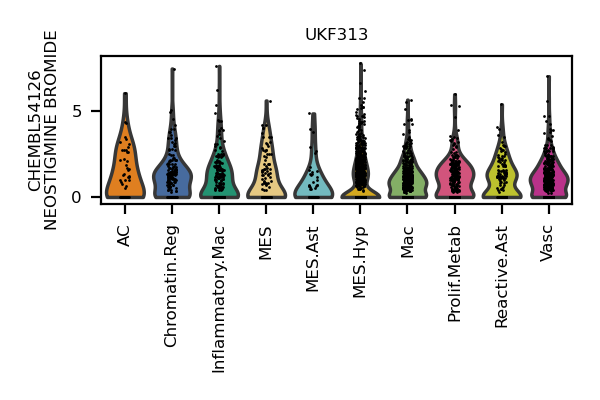 UKF313
CHEMBL54126
NEOSTIGMINE BROMIDE
5
0
AC
Chromatin.Reg
Inflammatory.Mac
MES
MES.Ast
MES.Hyp
Mac
Prolif.Metab
Reactive.Ast
Vasc